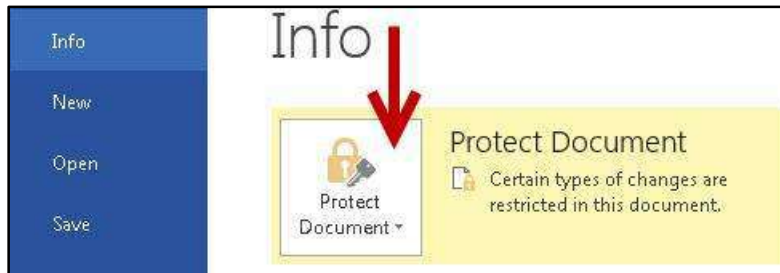 Info
New
Open
Save
Info
Protect
Document
Protect Document
Certain types of changes are
restricted in this document.